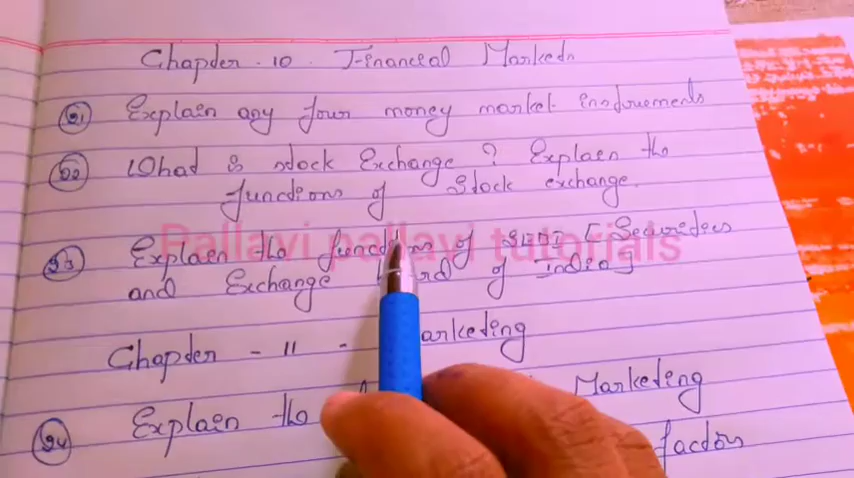 Chapter - 10 . Financial Markets
Q1 Explain any four money market instruments
Q2 What is stock Exchange ? Explain the
functions of Stock exchange.
Pallavi pallavi tutorials
Q3 Explain the functions of SEBI [ Securities
and Exchange of India ]
Chapter - 11 - Marketing
Q4 Explain the Marketing
factors